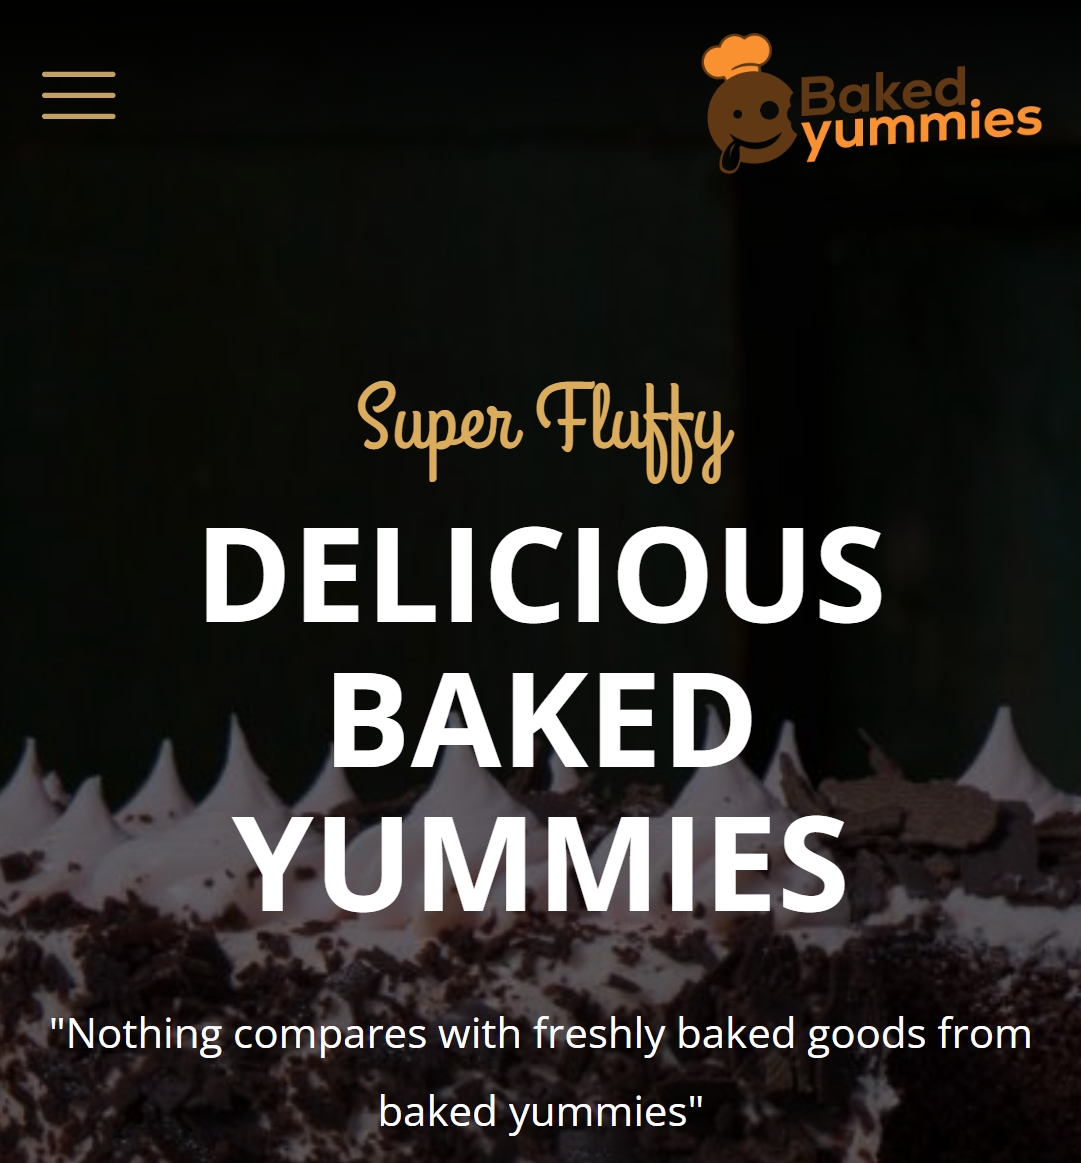 Baked
yummies
Super Fluffy
DELICIOUS
BAKED
YUMMIES
"Nothing compares with freshly baked goods from
baked yummies"